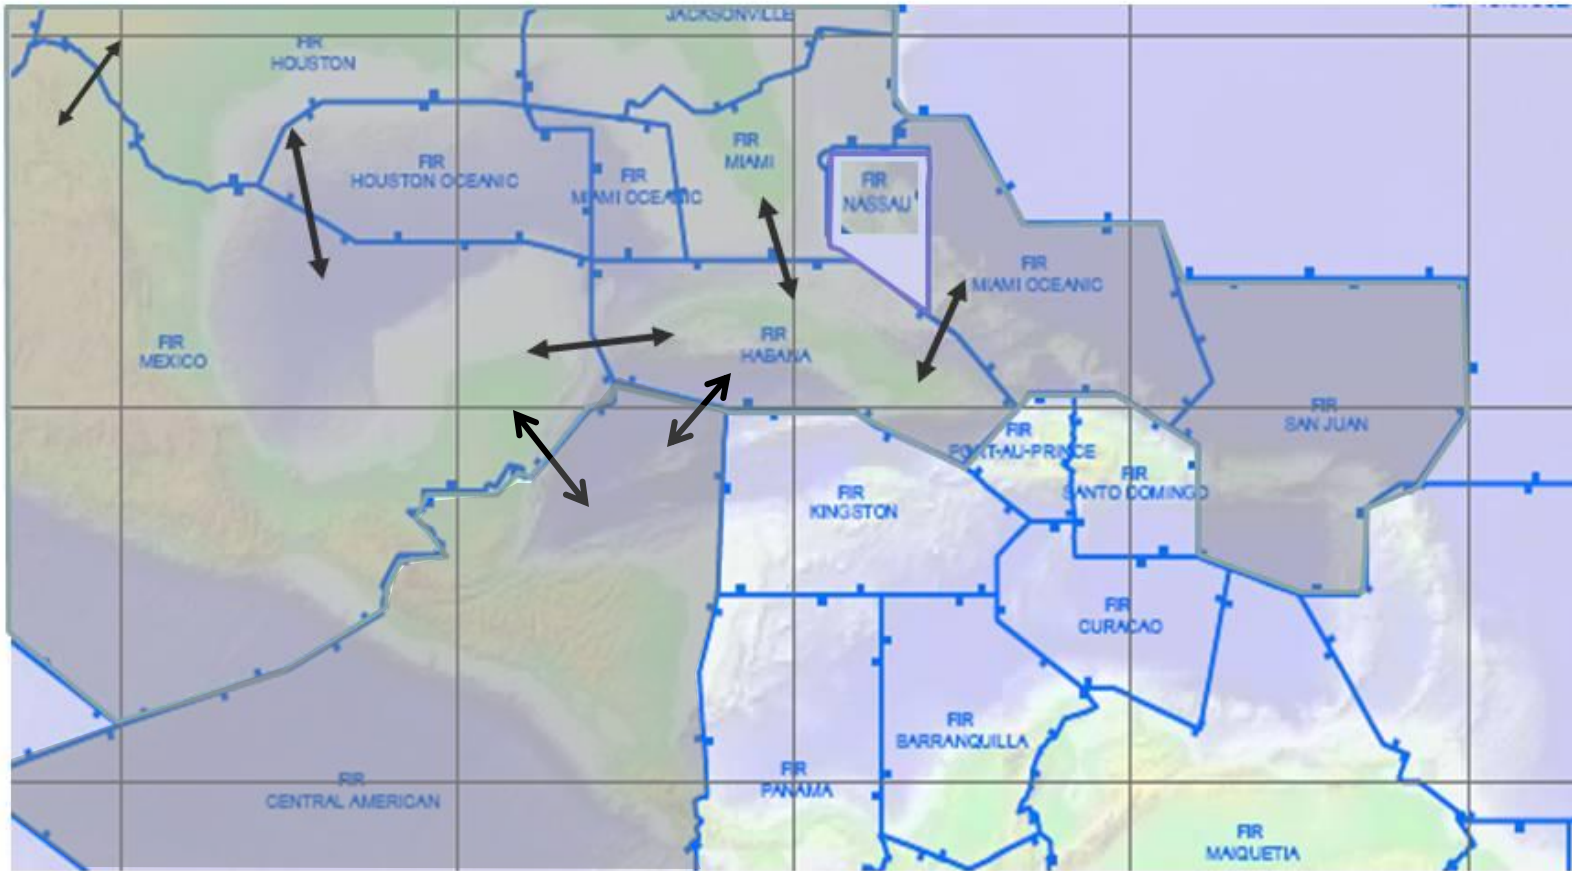 JACKSONVILLE
FIR
HOUSTON
FIR
MIAMI
FIR
HOUSTON OCEANIC
FIR
MIAMI OCEANIC
FIR
NASSAU
FIR
MIAMI OCEANIC
FIR
MEXICO
FIR
HABANA
FIR
SAN JUAN
FIR
PORT-AU-PRINCE
FIR
SANTO DOMINGO
FIR
KINGSTON
FIR
CURACAO
FIR
BARRANQUILLA
FIR
PANAMA
FIR
CENTRAL AMERICAN
FIR
MAIQUETIA